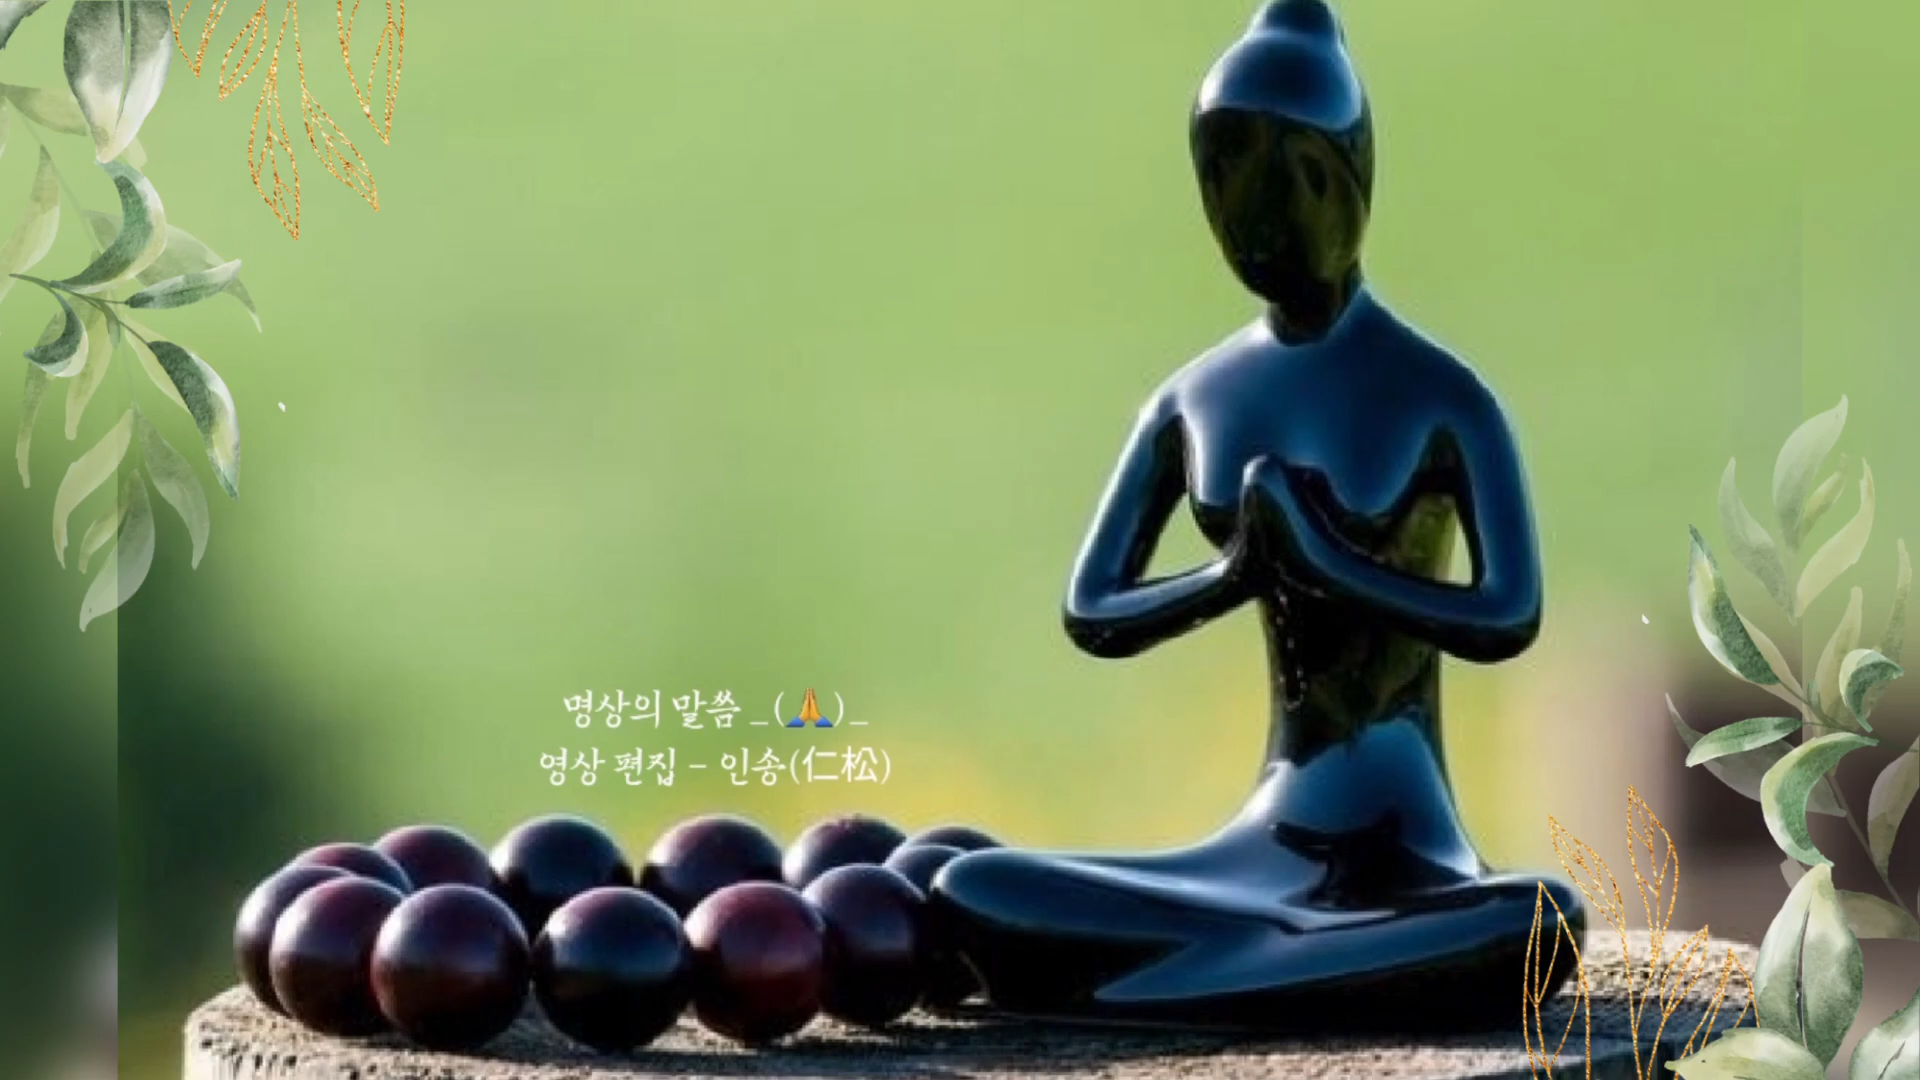 명상의 말씀 _(🙏)_
영상 편집 - 인송(仁松)